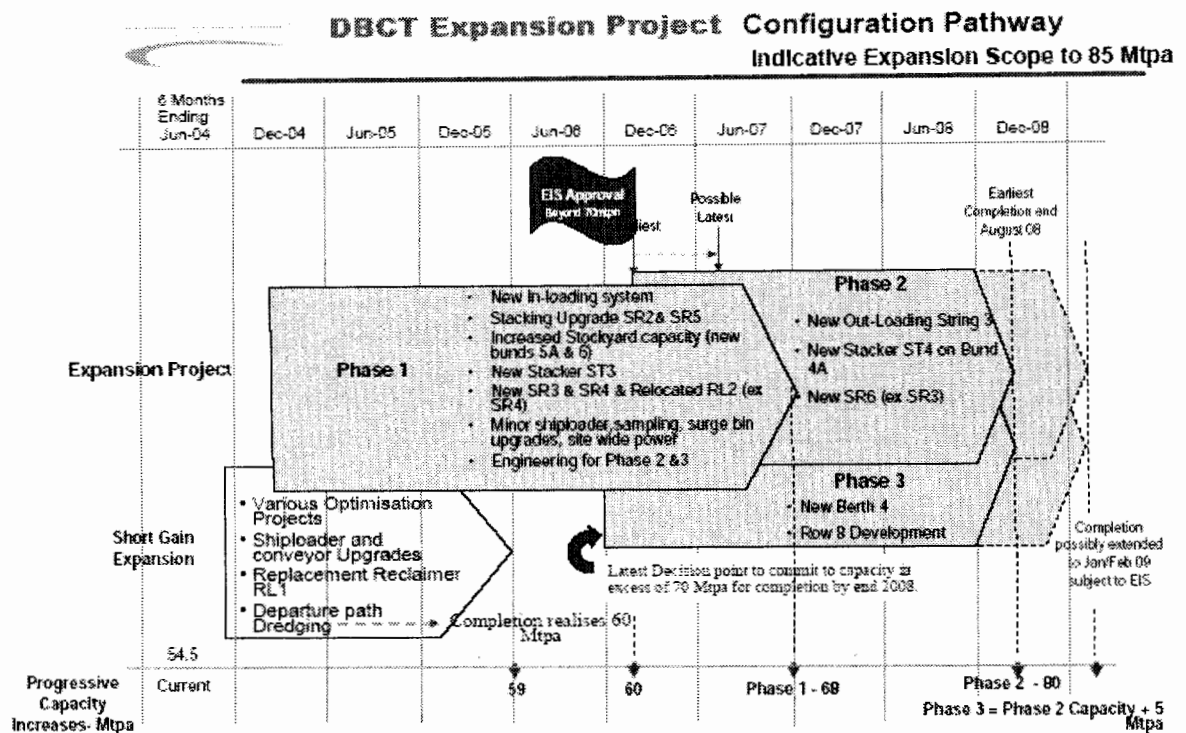 DBCT Expansion Project Configuration Pathway
Indicative Expansion Scope to 85 Mtpa
6 Months
Ending
Jun-04
Dec-04
Jun-05
Dec-05
Jun-06
Dec-06
Jun-07
Dec-07
Jun-08
Dec-08
EIS Approval
Beyond 70mtpa
Possible
Latest
Earliest
Completion end
August 08
Expansion Project
Phase 1
• New In-loading system
• Stacking Upgrade SR2 & SR5
• Increased Stockyard capacity (new
bunds 5A & 6)
• New Stacker ST3
• New SR3 & SR4 & Relocated RL2 (ex
SR4)
• Minor shiploader, sampling, surge bin
upgrades, site wide power
• Engineering for Phase 2 &3
Phase 2
• New Out-Loading String 3
• New Stacker ST4 on Bund
4A
• New SR6 (ex SR3)
Phase 3
• New Berth 4
• Row 8 Development
Short Gain
Expansion
• Various Optimisation
Projects
• Shiploader and
conveyor Upgrades
• Replacement Reclaimer
RL1
• Departure path
Dredging
Completion realises 60
Mtpa
Latest Decision point to commit to capacity in
excess of 70 Mtpa for completion by end 2008.
Completion
possibly extended
to Jan/Feb 09
subject to EIS
Progressive
Capacity
Increases- Mtpa
54.5
Current
59
60
Phase 1 - 68
Phase 2 - 80
Phase 3 = Phase 2 Capacity + 5
Mtpa